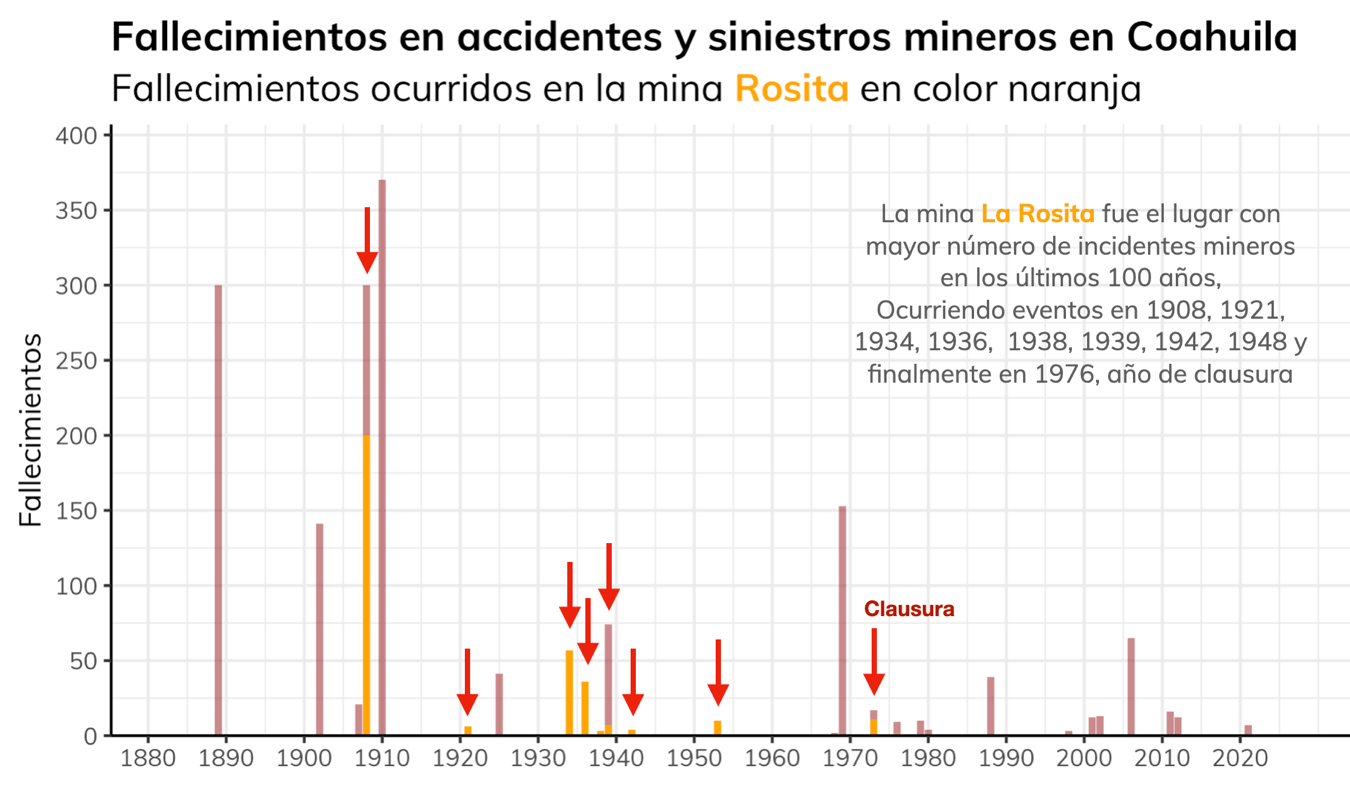 Fallecimientos en accidentes y siniestros mineros en Coahuila
Fallecimientos ocurridos en la mina Rosita en color naranja
Fallecimientos
400
350
300
250
200
150
100
50
0
La mina La Rosita fue el lugar con
mayor número de incidentes mineros
en los últimos 100 años,
Ocurriendo eventos en 1908, 1921,
1934, 1936, 1938, 1939, 1942, 1948 y
finalmente en 1976, año de clausura
Clausura
1880 1890 1900 1910 1920 1930 1940 1950 1960 1970 1980 1990 2000 2010 2020